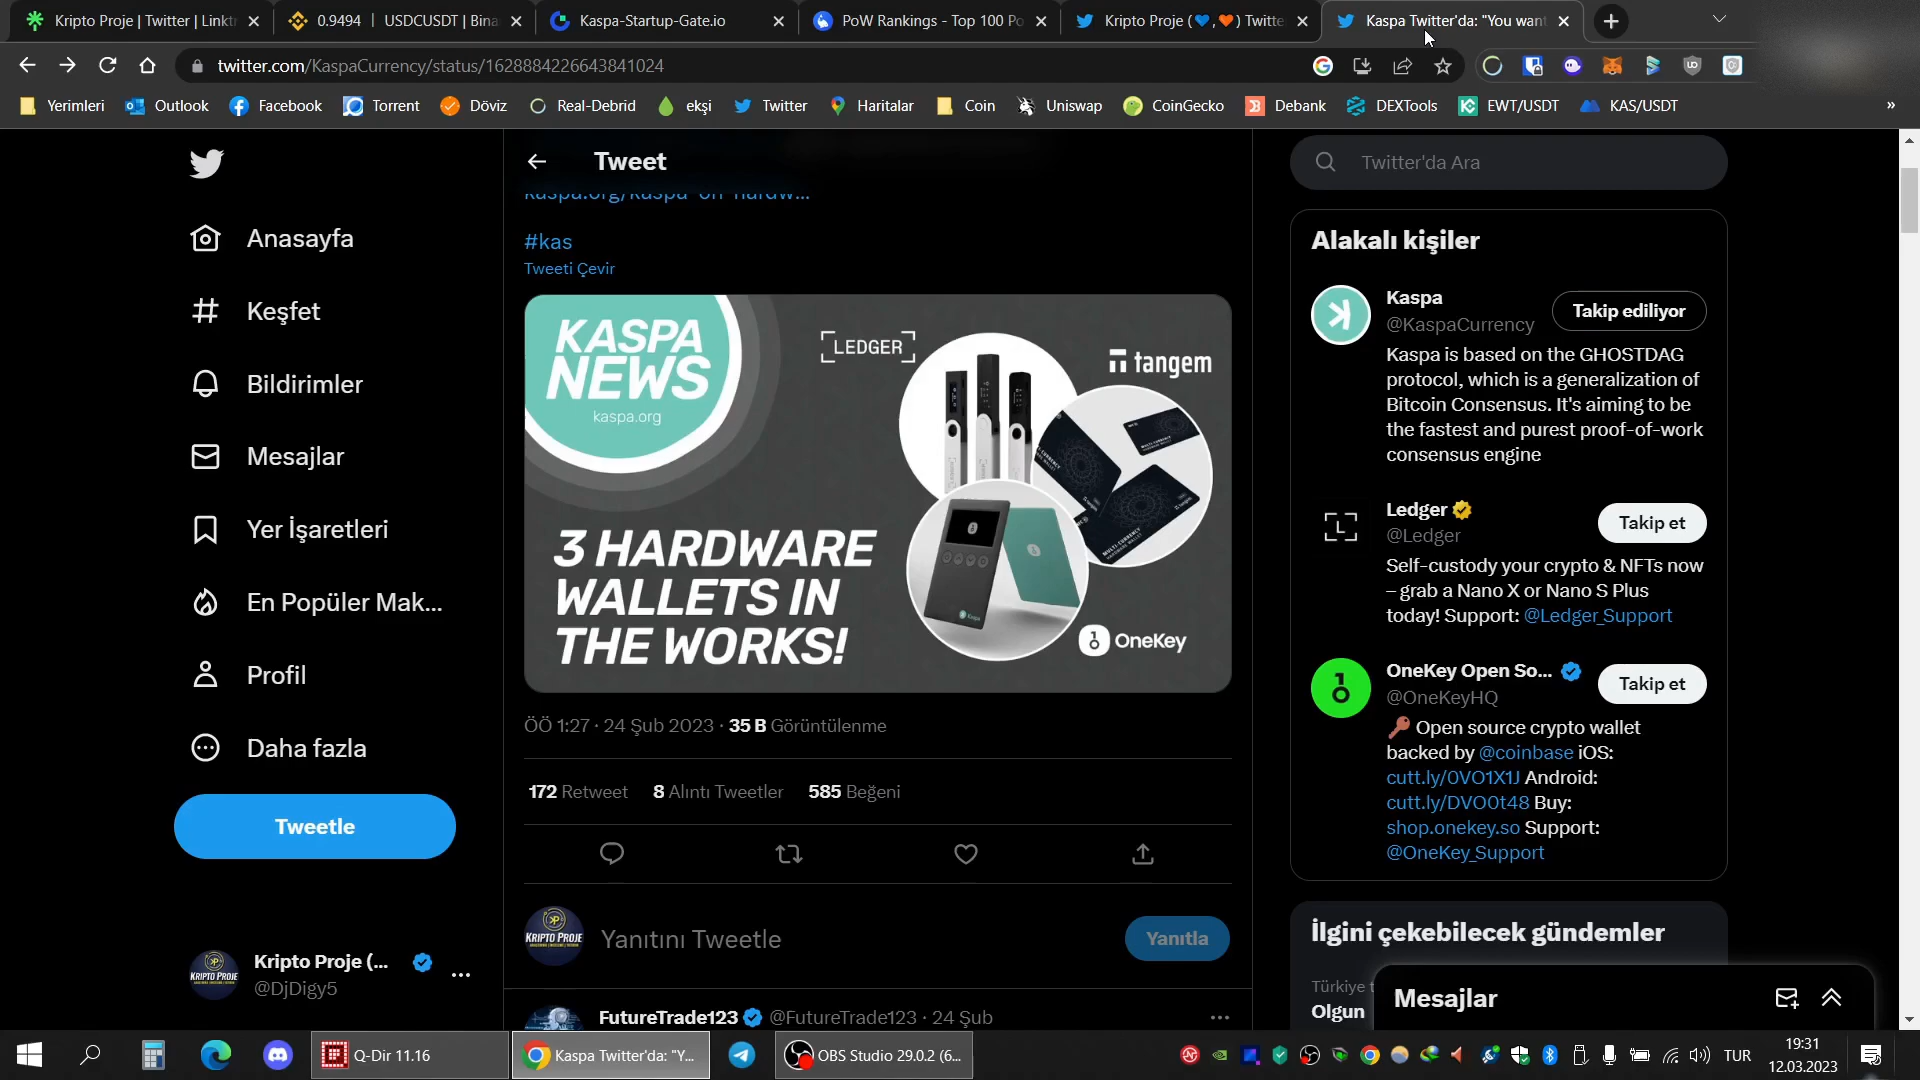 Kripto Proje | Twitter | Linktr
0.9494 | USDCUSDT | Bina
Kaspa-Startup-Gate.io
PoW Rankings - Top 100 Po
Kripto Proje (💙,🧡) Twitte
Kaspa Twitter'da: "You want
twitter.com/KaspaCurrency/status/1628884226643841024
Yerimleri
Outlook
Facebook
Torrent
Döviz
Real-Debrid
ekşi
Twitter
Haritalar
Coin
Uniswap
CoinGecko
Debank
DEXTools
EWT/USDT
KAS/USDT
»
Anasayfa
Keşfet
Bildirimler
Mesajlar
Yer İşaretleri
En Popüler Mak...
Profil
Daha fazla
Tweetle
Kripto Proje (...
@DjDigy5
Tweet
kaspa.org/kaspa-on-hardw...
#kas
Tweeti Çevir
KASPA
NEWS
kaspa.org
LEDGER
tangem
3 HARDWARE
WALLETS IN
THE WORKS!
OneKey
ÖÖ 1:27 · 24 Şub 2023 · 35 B Görüntülenme
172 Retweet 8 Alıntı Tweetler 585 Beğeni
KRIPTO PROJE
Yanıtını Tweetle
Yanıtla
FutureTrade123 @FutureTrade123 · 24 Şub
Twitter'da Ara
Alakalı kişiler
Kaspa
@KaspaCurrency
Takip ediliyor
Kaspa is based on the GHOSTDAG
protocol, which is a generalization of
Bitcoin Consensus. It's aiming to be
the fastest and purest proof-of-work
consensus engine
Ledger
@Ledger
Takip et
Self-custody your crypto & NFTs now
– grab a Nano X or Nano S Plus
today! Support: @Ledger_Support
OneKey Open So...
@OneKeyHQ
Takip et
🔑 Open source crypto wallet
backed by @coinbase iOS:
cutt.ly/0VO1X1J Android:
cutt.ly/DVO0t48 Buy:
shop.onekey.so Support:
@OneKey_Support
İlgini çekebilecek gündemler
Türkiye t
Olgun
Mesajlar
Q-Dir 11.16
Kaspa Twitter'da: "Y...
OBS Studio 29.0.2 (6...
TUR
19:31
12.03.2023